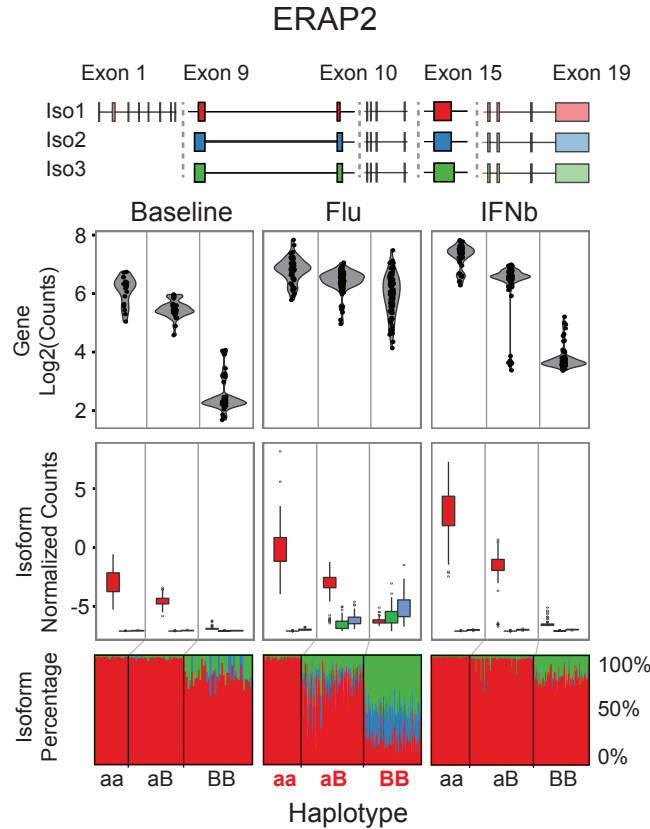 ERAP2
Exon 1 Exon 9 Exon 10 Exon 15 Exon 19
Iso1
Iso2
Iso3
Baseline Flu IFNb
Gene
Log2(Counts)
8
6
4
2
Isoform
Normalized Counts
5
0
−5
Isoform
Percentage
100%
50%
0%
aa aB BB aa aB BB aa aB BB
Haplotype